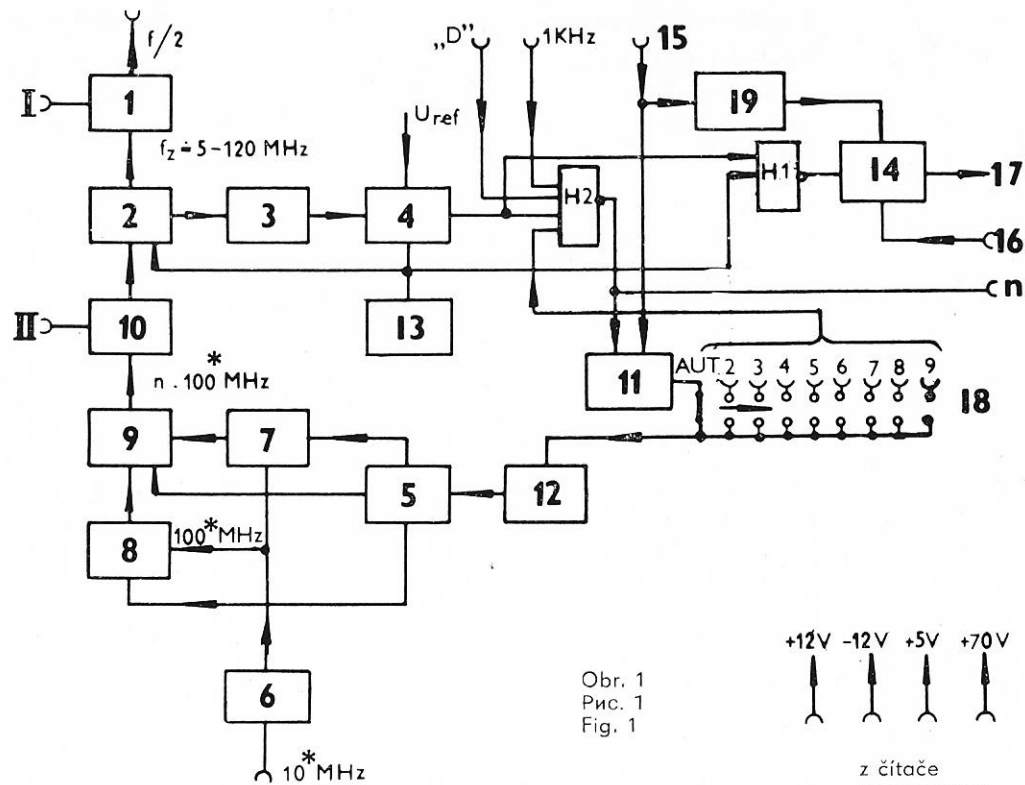 f/2
„D" 1KHz 15
I 1 19
Uref
fz ≐ 5-120 MHz
H.1 14 17
2 3 4 H2
16
n
II 10 13
11 AUT. 2 3 4 5 6 7 8 9
18
n . 100* MHz
9 7 5 12
8 100* MHz
6
10* MHz
Obr. 1
Рис. 1
Fig. 1
+12V -12V +5V +70V
z čítače